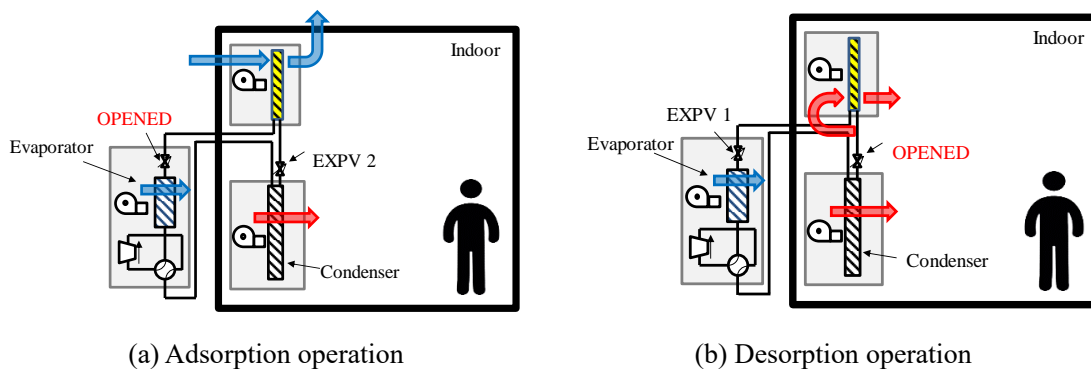 Indoor
OPENED
Evaporator
EXPV 2
Condenser
(a) Adsorption operation
Indoor
EXPV 1
Evaporator
OPENED
Condenser
(b) Desorption operation